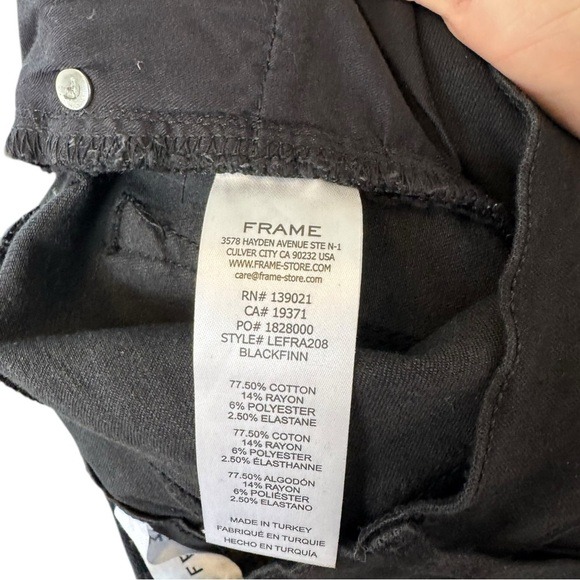 FRAME
3578 HAYDEN AVENUE STE N-1
CULVER CITY CA 90232 USA
WWW.FRAME-STORE.COM
care@frame-store.com
RN# 139021
CA# 19371
PO# 1828000
STYLE# LEFRA208
BLACKFINN
77.50% COTTON
14% RAYON
6% POLYESTER
2.50% ELASTANE
77.50% COTON
14% RAYON
6% POLYESTER
2.50% ÉLASTHANNE
77.50% ALGODÓN
14% RAYON
6% POLIÉSTER
2.50% ELASTANO
MADE IN TURKEY
FABRIQUÉ EN TURQUIE
HECHO EN TURQUÍA